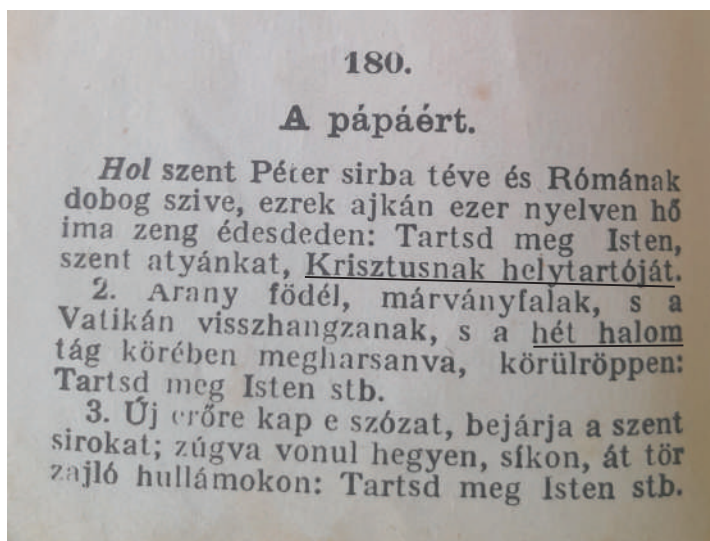 180.
A pápáért.
Hol szent Péter sirba téve és Rómának
dobog szive, ezrek ajkán ezer nyelven hő
ima zeng édesdeden: Tartsd meg Isten,
szent atyánkat, Krisztusnak helytartóját.
2. Arany födél, márványfalak, s a
Vatikán visszhangzanak, s a hét halom
tág körében megharsanva, körülröppen:
Tartsd meg Isten stb.
3. Új erőre kap e szózat, bejárja a szent
sirokat; zúgva vonul hegyen, síkon, át tör
zajló hullámokon: Tartsd meg Isten stb.